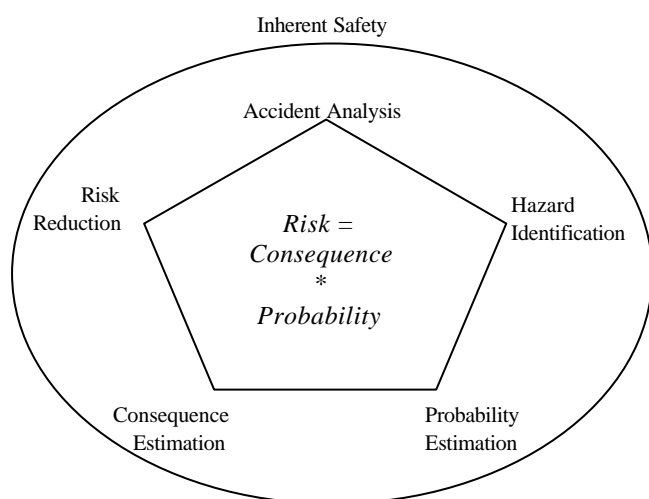 Inherent Safety
Accident Analysis
Risk
Reduction
Hazard
Identification
Risk =
Consequence
*
Probability
Consequence
Estimation
Probability
Estimation